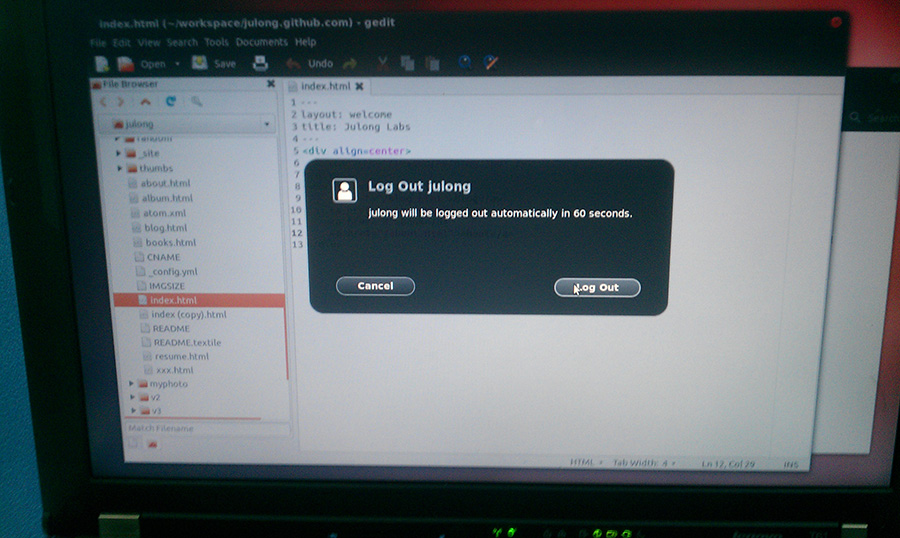 index.html (~/workspace/julong.github.com) - gedit
File Edit View Search Tools Documents Help
Open Save Undo
File Browser
index.html
julong
1 ---
2 layout: welcome
3 title: Julong Labs
4 ---
5 <div align=center>
6
7
8
9
10
11
12
13
_site
thumbs
about.html
album.html
atom.xml
blog.html
books.html
CNAME
_config.yml
IMGSIZE
index.html
index (copy).html
README
README.textile
resume.html
xxx.html
myphoto
v2
v3
Match Filename
Log Out julong
julong will be logged out automatically in 60 seconds.
Cancel Log Out
Search
HTML Tab Width: 4 Ln 12, Col 29 INS